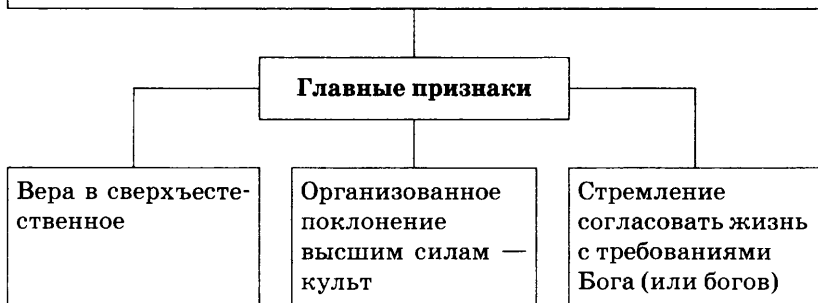 Главные признаки
Вера в сверхъесте-
ственное
Организованное
поклонение
высшим силам —
культ
Стремление
согласовать жизнь
с требованиями
Бога (или богов)